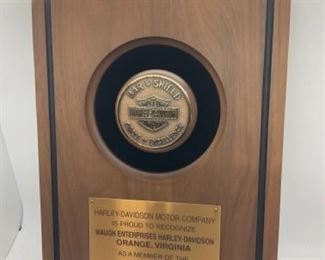 BAR & SHIELD
HARLEY-DAVIDSON
CIRCLE OF EXCELLENCE
HARLEY-DAVIDSON MOTOR COMPANY
IS PROUD TO RECOGNIZE
WAUGH ENTERPRISES HARLEY-DAVIDSON
ORANGE, VIRGINIA
AS A MEMBER OF THE